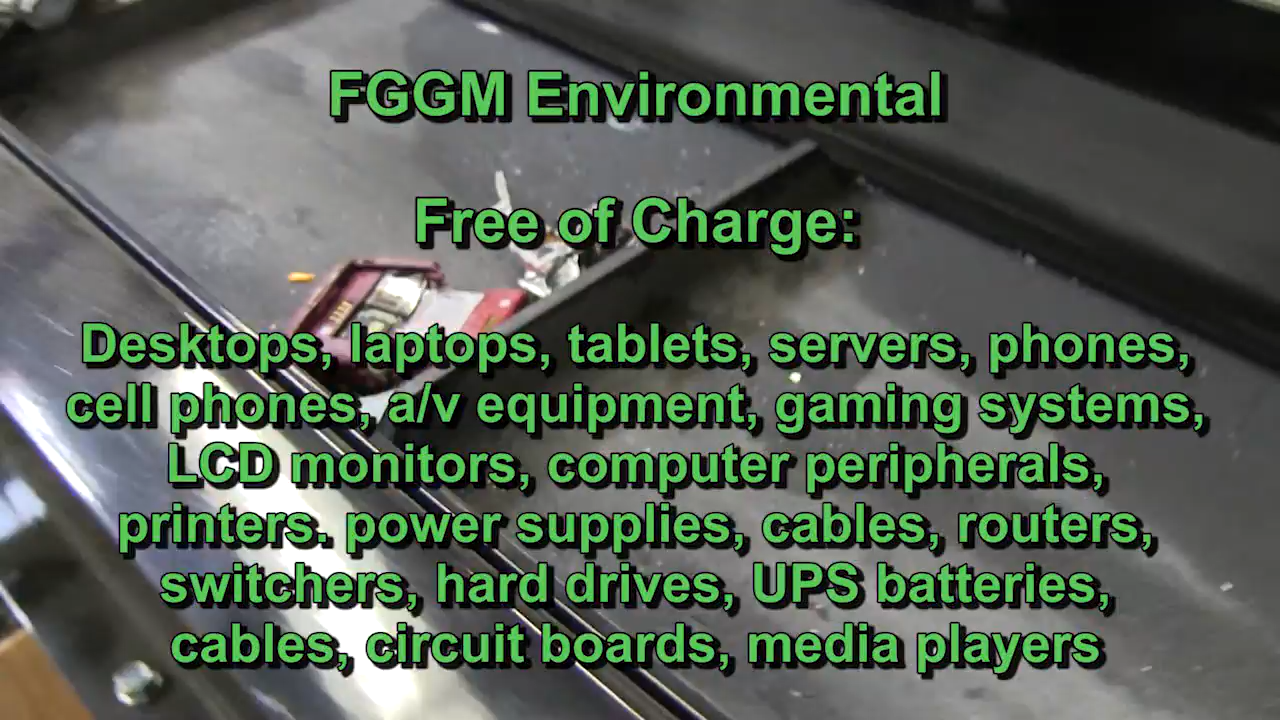 FGGM Environmental
Free of Charge:
Desktops, laptops, tablets, servers, phones,
cell phones, a/v equipment, gaming systems,
LCD monitors, computer peripherals,
printers. power supplies, cables, routers,
switchers, hard drives, UPS batteries,
cables, circuit boards, media players